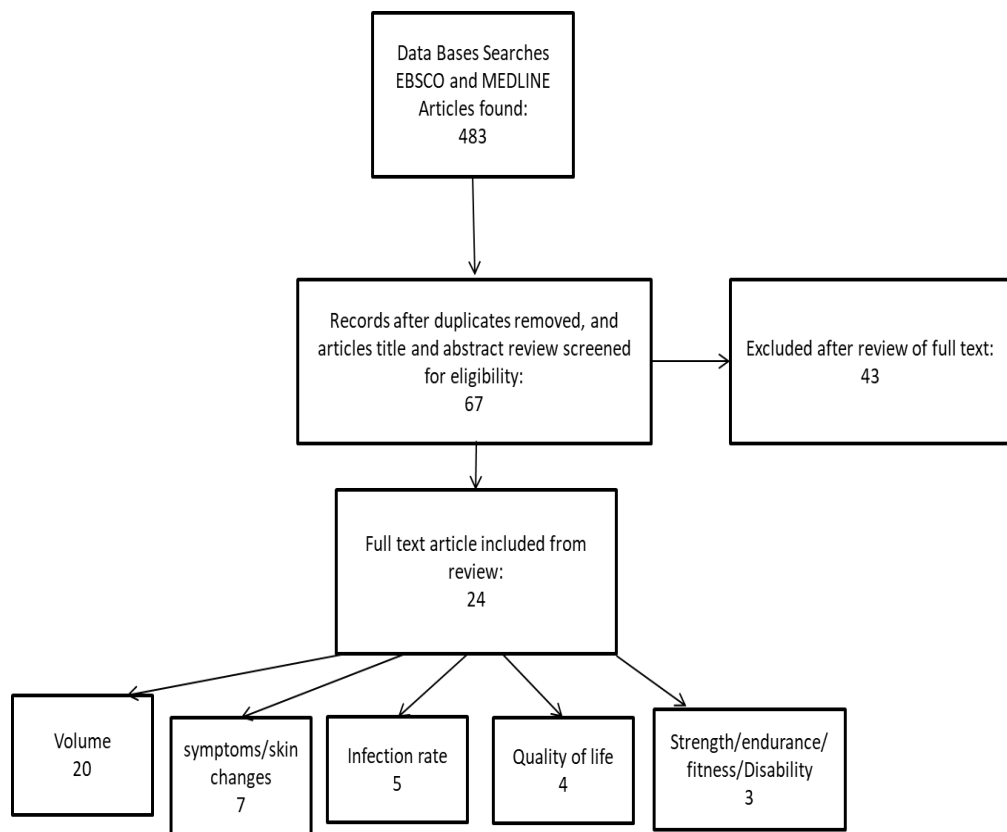 Data Bases Searches
EBSCO and MEDLINE
Articles found:
483
Records after duplicates removed, and
articles title and abstract review screened
for eligibility:
67
Excluded after review of full text:
43
Full text article included from
review:
24
Volume
20
symptoms/skin
changes
7
Infection rate
5
Quality of life
4
Strength/endurance/
fitness/Disability
3